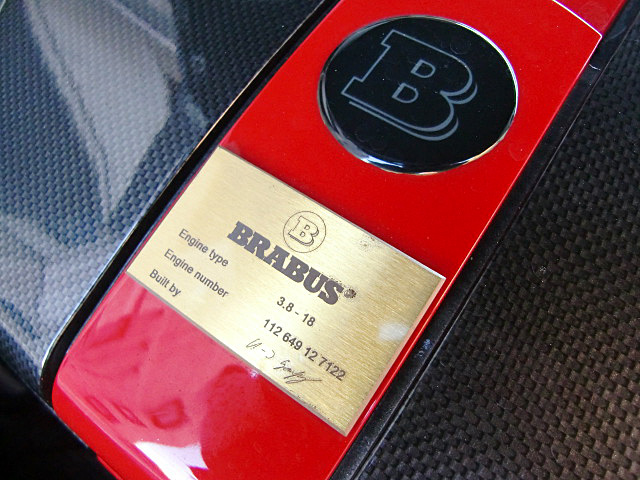 B
B
BRABUS®
Engine type 3.8 - 18
Engine number 112 649 12 7122
Built by